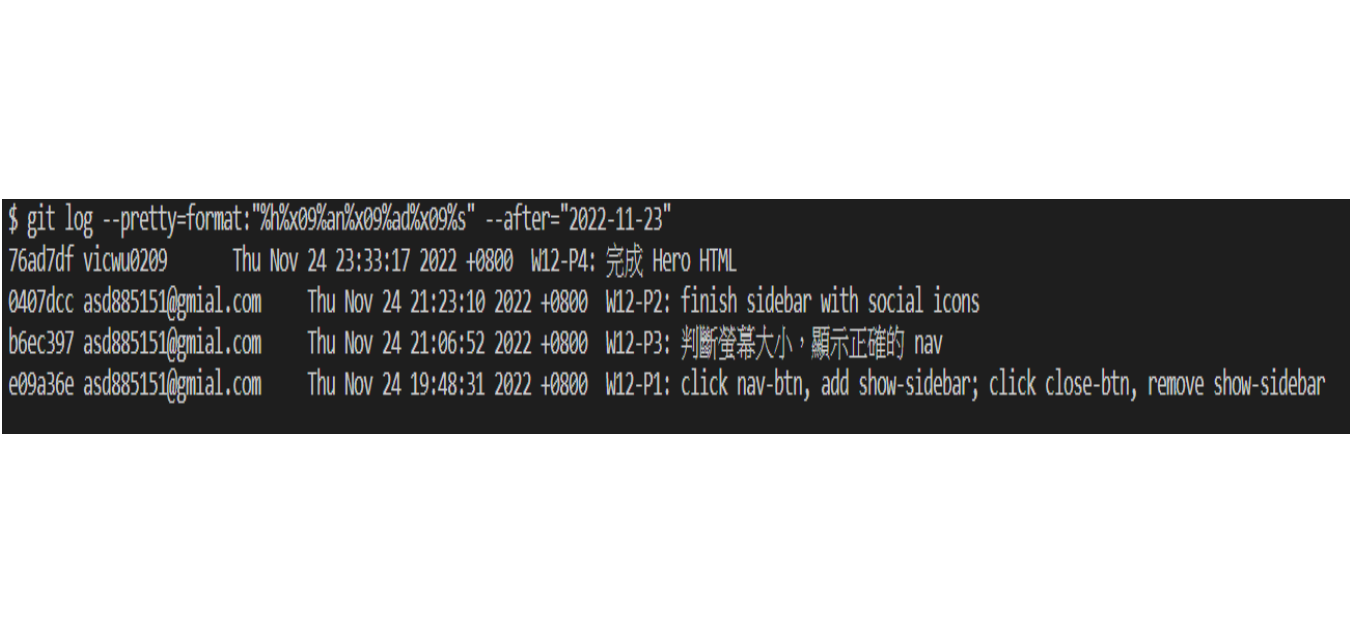 $ git log --pretty=format:"%h%x09%an%x09%ad%x09%s" --after="2022-11-23"
76ad7df vicwu0209       Thu Nov 24 23:33:17 2022 +0800  W12-P4: 完成 Hero HTML
0407dcc asd885151@gmial.com     Thu Nov 24 21:23:10 2022 +0800  W12-P2: finish sidebar with social icons
b6ec397 asd885151@gmial.com     Thu Nov 24 21:06:52 2022 +0800  W12-P3: 判斷螢幕大小，顯示正確的 nav
e09a36e asd885151@gmial.com     Thu Nov 24 19:48:31 2022 +0800  W12-P1: click nav-btn, add show-sidebar; click close-btn, remove show-sidebar